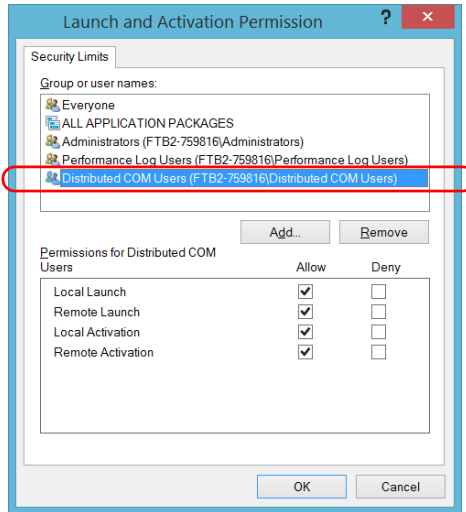 Launch and Activation Permission
?
×
Security Limits
Group or user names:
Everyone
ALL APPLICATION PACKAGES
Administrators (FTB2-759816\Administrators)
Performance Log Users (FTB2-759816\Performance Log Users)
Distributed COM Users (FTB2-759816\Distributed COM Users)
Add...
Remove
Permissions for Distributed COM
Users
Allow
Deny
Local Launch
Remote Launch
Local Activation
Remote Activation
OK
Cancel